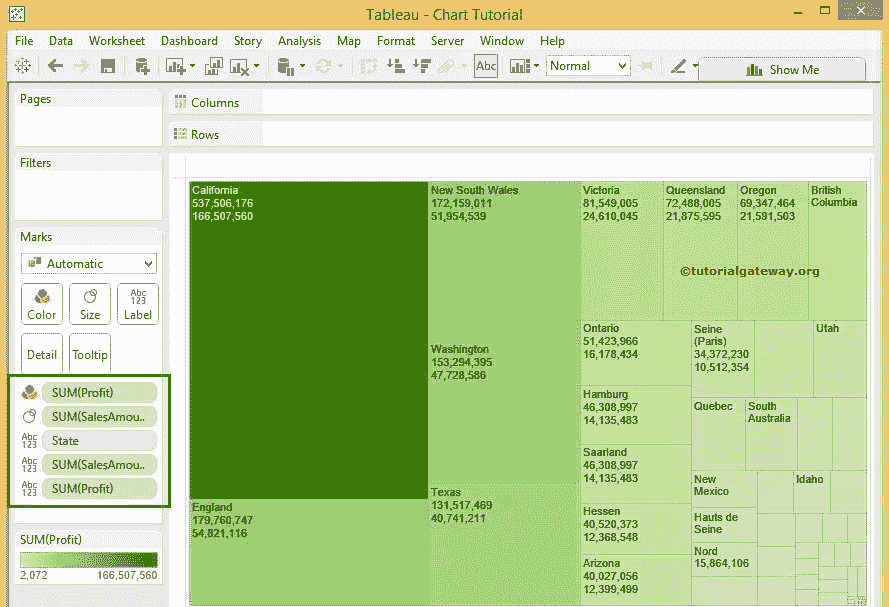 Tableau - Chart Tutorial
File Data Worksheet Dashboard Story Analysis Map Format Server Window Help
Abc
Normal
Show Me
Pages
Columns
Rows
Filters
Marks
Automatic
Color
Size
Abc
123
Label
Detail
Tooltip
SUM(Profit)
SUM(SalesAmou..
Abc
123
State
Abc
123
SUM(SalesAmou..
Abc
123
SUM(Profit)
SUM(Profit)
2,072
166,507,560
California
537,506,176
166,507,560
England
179,760,747
54,821,116
New South Wales
172,159,011
51,954,539
Washington
153,294,395
47,728,586
Texas
131,517,469
40,741,211
Victoria
81,549,005
24,610,045
Queensland
72,488,005
21,875,595
Oregon
69,347,464
21,591,503
British
Columbia
©tutorialgateway.org
Ontario
51,423,966
16,178,434
Hamburg
46,308,997
14,135,483
Saarland
46,308,997
14,135,483
Hessen
40,520,373
12,368,548
Arizona
40,027,056
12,399,499
Seine
(Paris)
34,372,230
10,512,354
Utah
Quebec
South
Australia
New
Mexico
Idaho
Hauts de
Seine
Nord
15,864,106